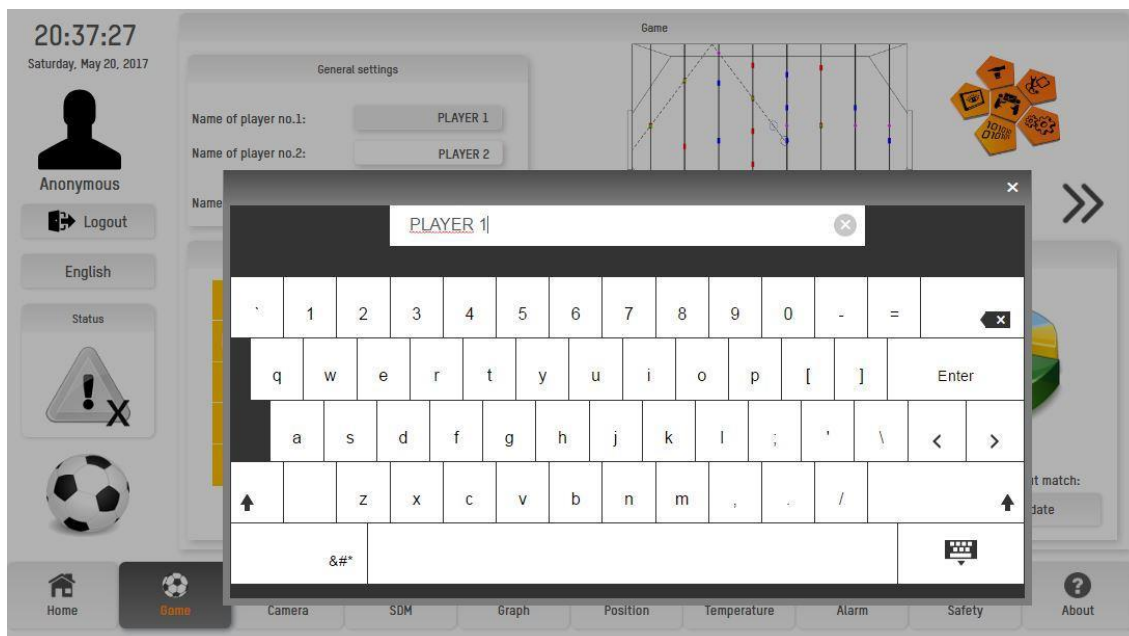 20:37:27
Saturday, May 20, 2017
Anonymous
Logout
English
Status
X
Game
General settings
Name of player no.1:
PLAYER 1
Name of player no.2:
PLAYER 2
Name
10101
01010
PLAYER 1
` 1 2 3 4 5 6 7 8 9 0 - =
q w e r t y u i o p [ ] Enter
a s d f g h j k l ; ' \ < >
z x c v b n m , . /
&#*
match:
date
Home
Game
Camera
SDM
Graph
Position
Temperature
Alarm
Safety
About